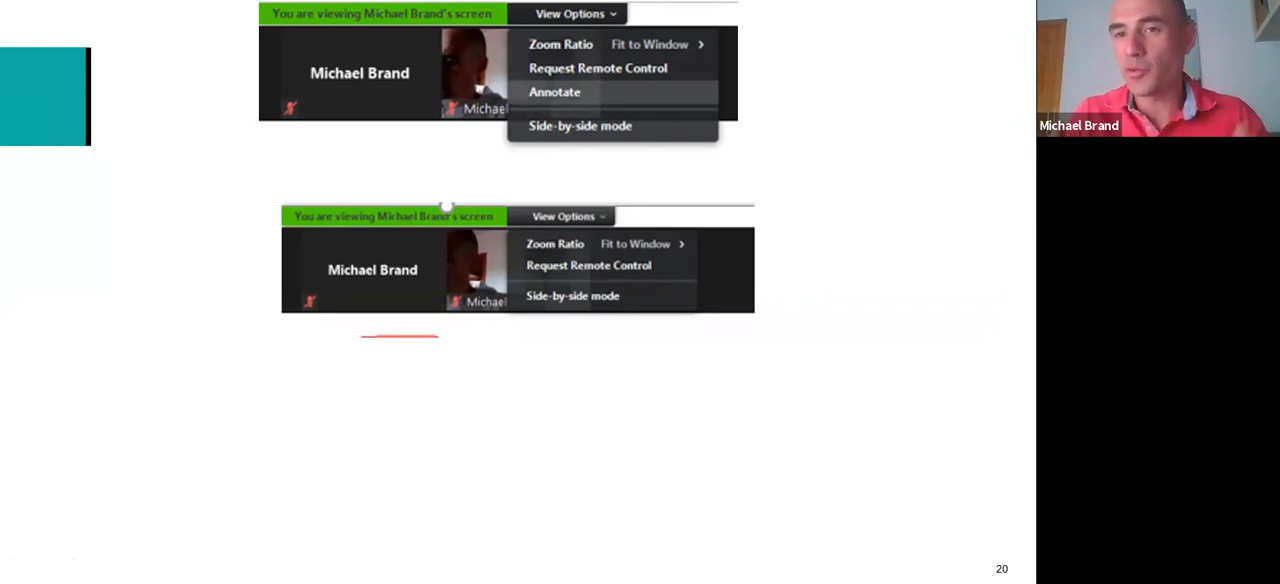 You are viewing Michael Brand's screen View Options
Zoom Ratio Fit to Window
Michael Brand
Request Remote Control
Annotate
Michael
Side-by-side mode
Michael Brand
You are viewing Michael Brand's screen View Options
Zoom Ratio Fit to Window
Michael Brand
Request Remote Control
Side-by-side mode
Michael
20